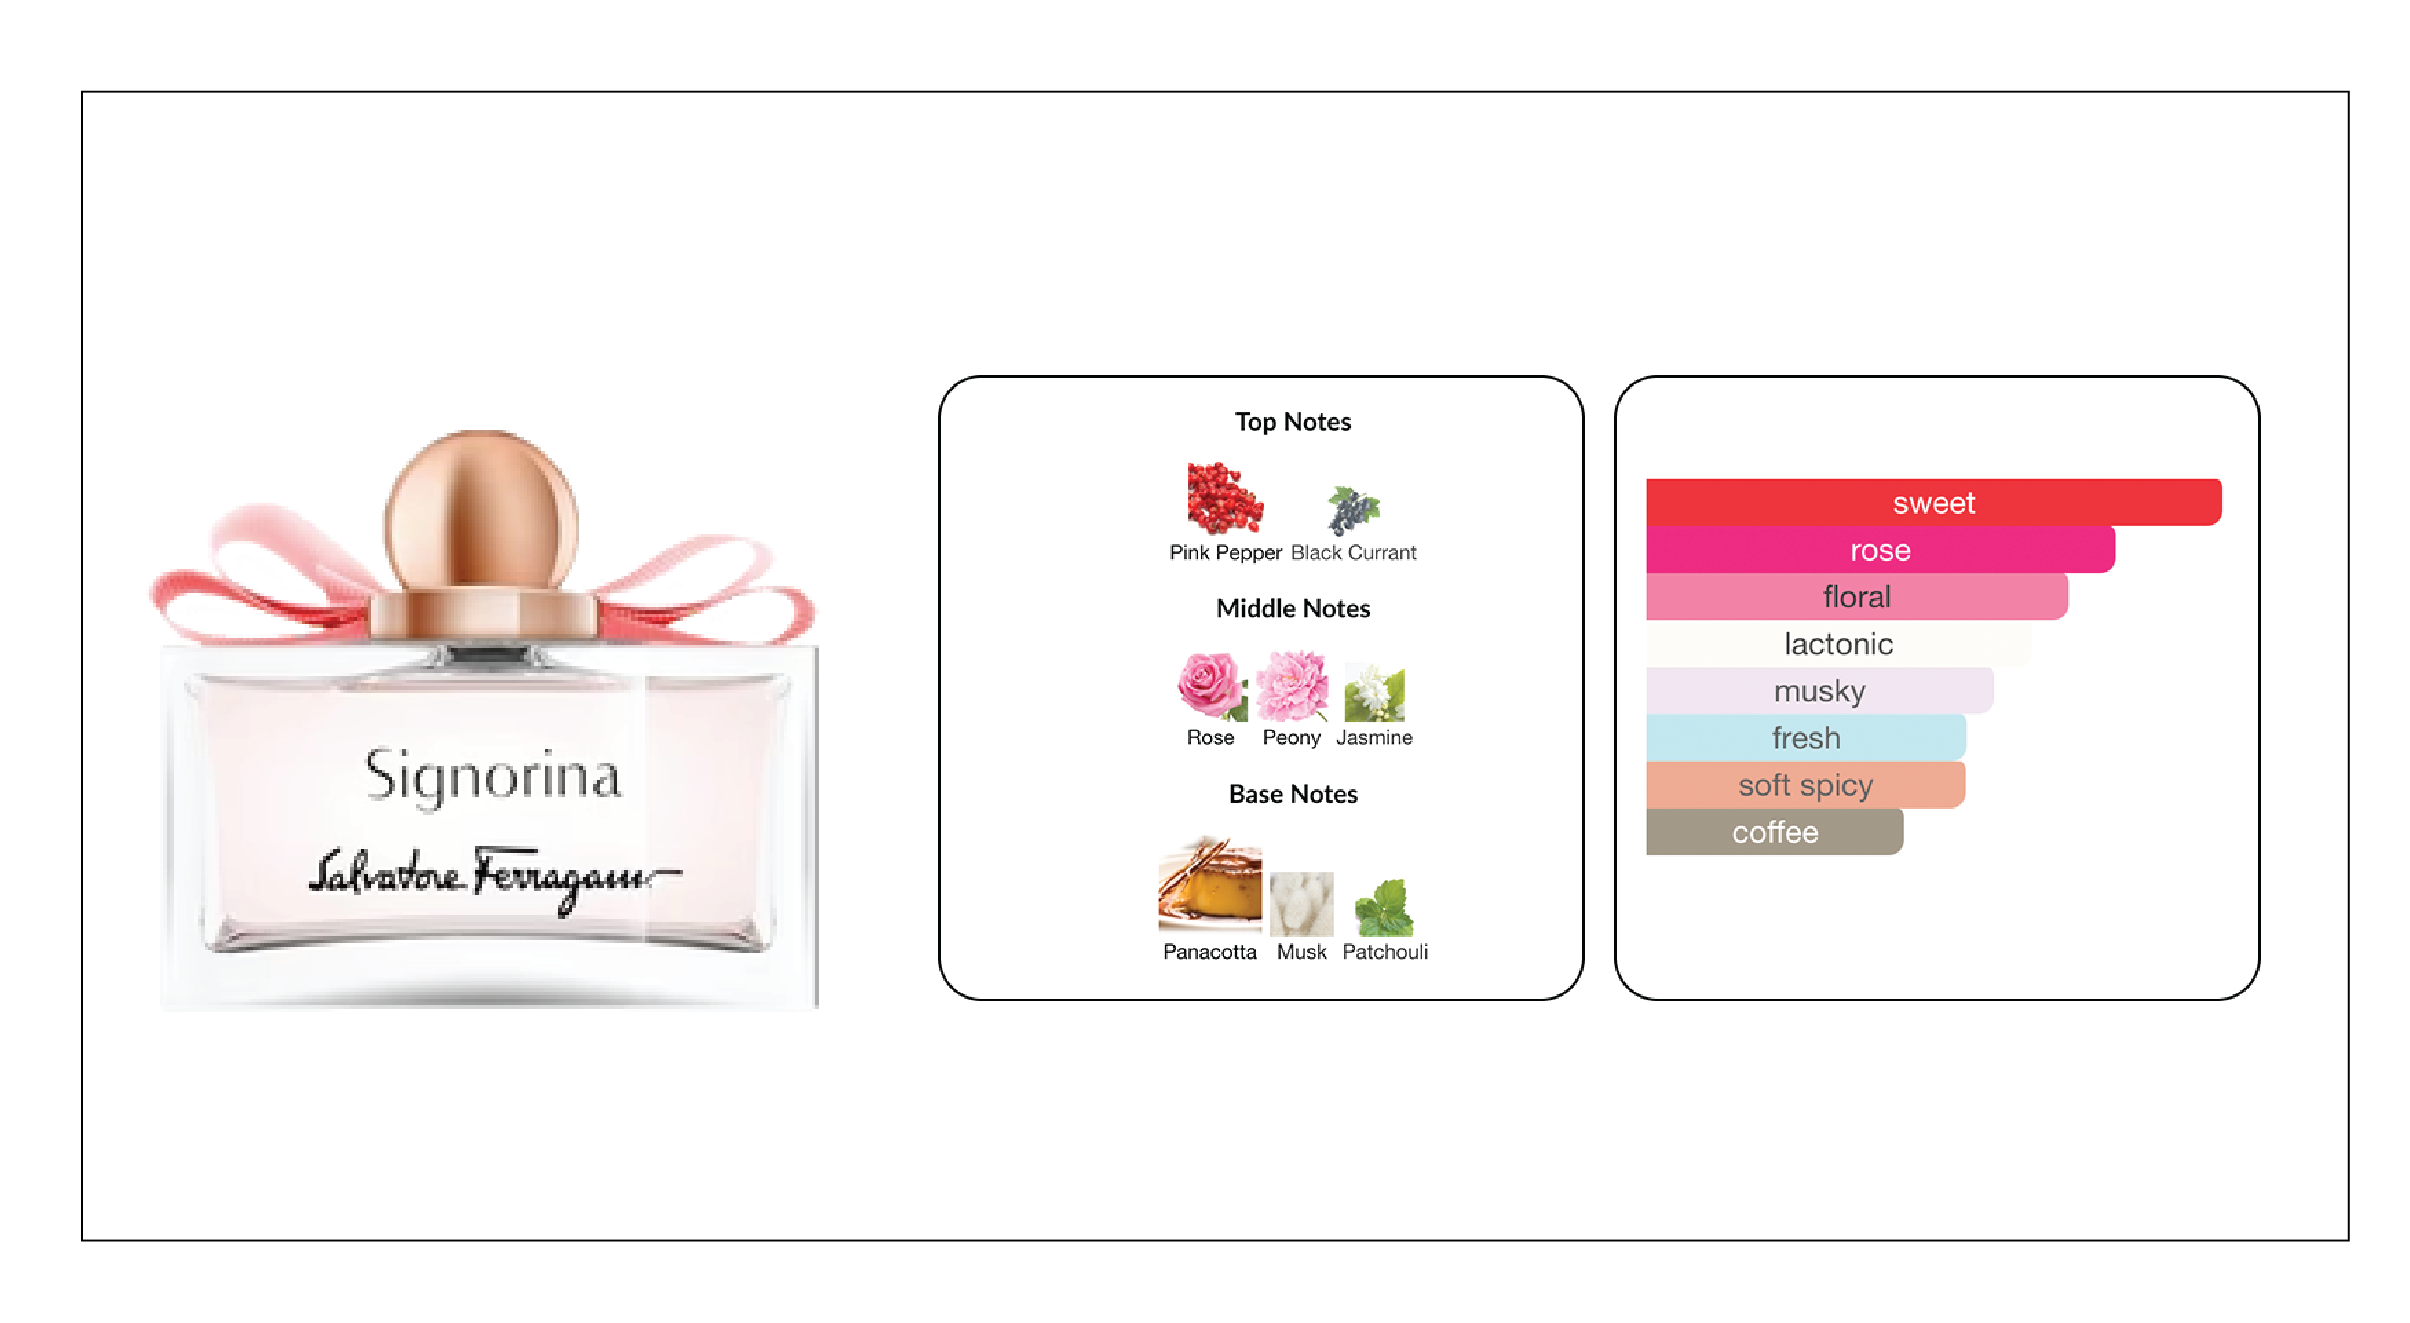 Signorina
Salvatore Ferragamo
Top Notes
Pink Pepper Black Currant
Middle Notes
Rose Peony Jasmine
Base Notes
Panacotta Musk Patchouli
sweet
rose
floral
lactonic
musky
fresh
soft spicy
coffee